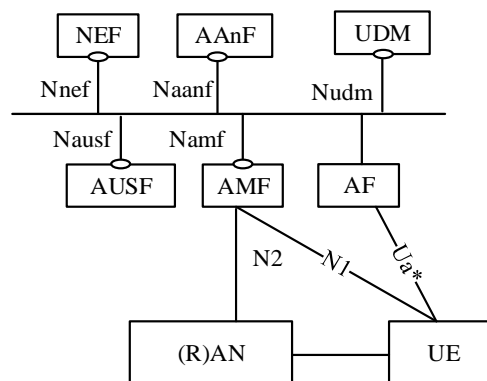 NEF
AAnF
UDM
Nnef
Naanf
Nudm
Nausf
Namf
AUSF
AMF
AF
N2
N1
Ua*
(R)AN
UE